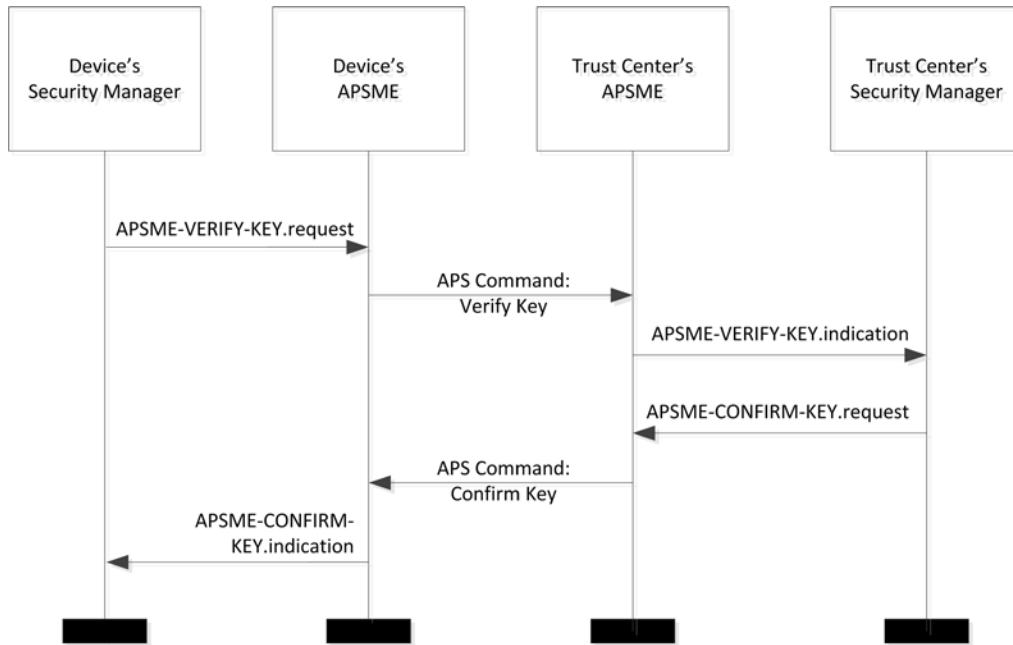 Device's
Security Manager
Device's
APSME
Trust Center's
APSME
Trust Center's
Security Manager
APSME-VERIFY-KEY.request
APS Command:
Verify Key
APSME-VERIFY-KEY.indication
APSME-CONFIRM-KEY.request
APS Command:
Confirm Key
APSME-CONFIRM-
KEY.indication